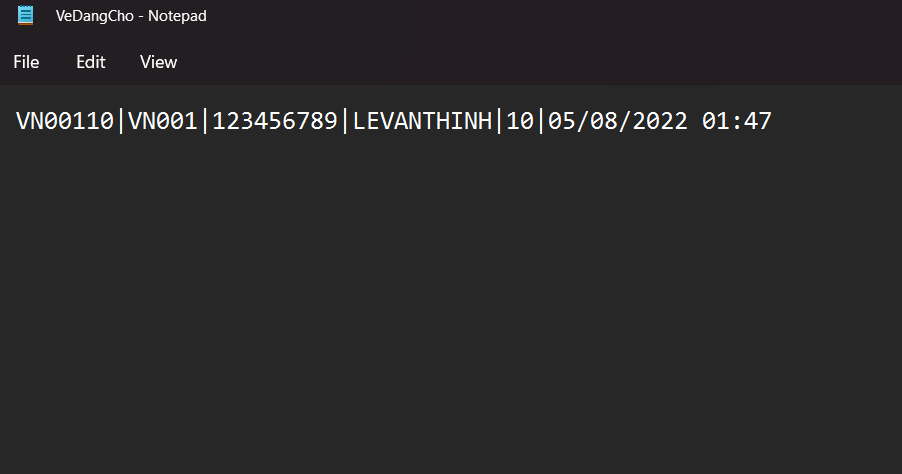 VeDangCho - Notepad
File Edit View
VN00110|VN001|123456789|LEVANTHINH|10|05/08/2022 01:47